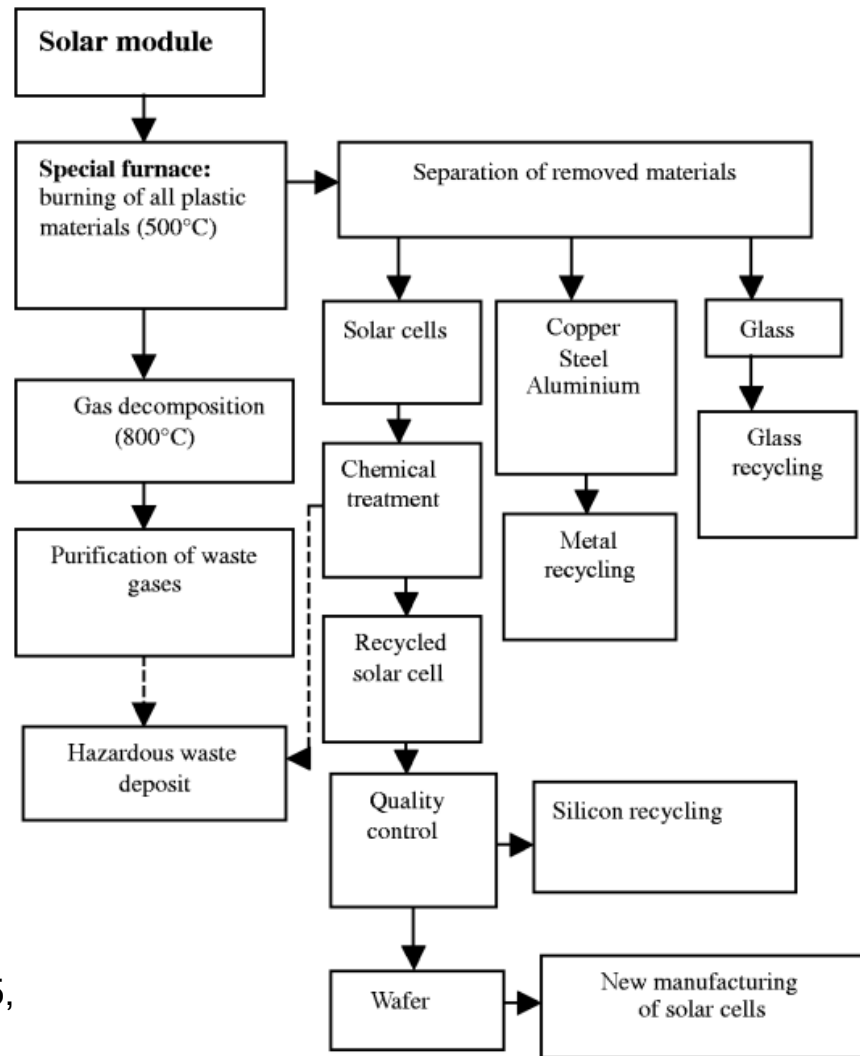 Solar module
Special furnace:
burning of all plastic
materials (500°C)
Separation of removed materials
Solar cells
Copper
Steel
Aluminium
Glass
Gas decomposition
(800°C)
Chemical
treatment
Glass
recycling
Purification of waste
gases
Metal
recycling
Recycled
solar cell
Hazardous waste
deposit
Quality
control
Silicon recycling
Wafer
New manufacturing
of solar cells